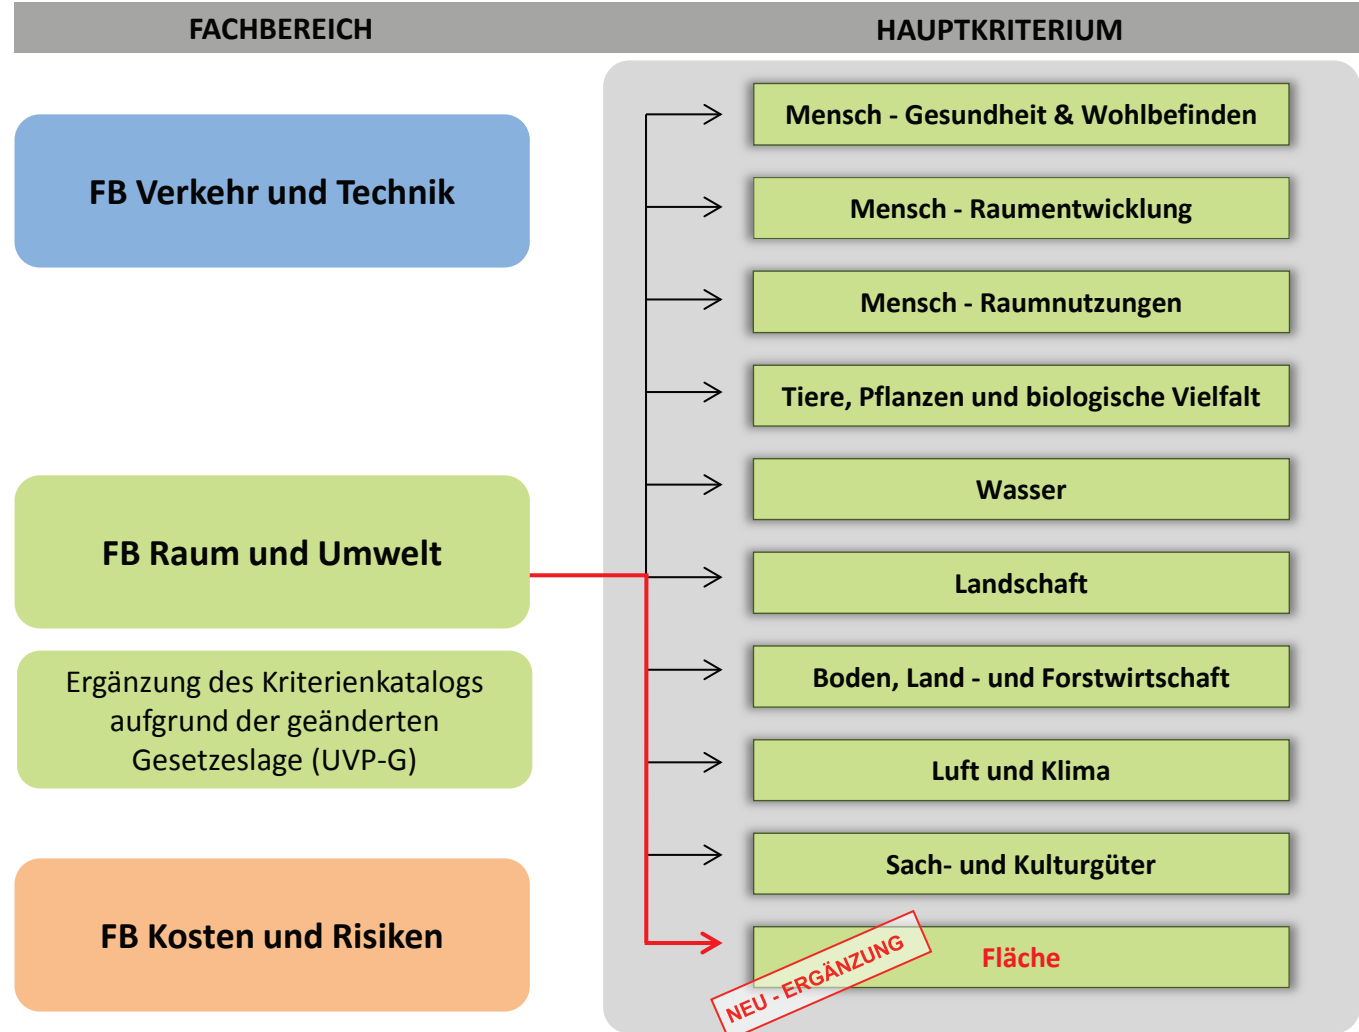 FACHBEREICH
HAUPTKRITERIUM
FB Verkehr und Technik
FB Raum und Umwelt
Ergänzung des Kriterienkatalogs
aufgrund der geänderten
Gesetzeslage (UVP-G)
FB Kosten und Risiken
Mensch - Gesundheit & Wohlbefinden
Mensch - Raumentwicklung
Mensch - Raumnutzungen
Tiere, Pflanzen und biologische Vielfalt
Wasser
Landschaft
Boden, Land - und Forstwirtschaft
Luft und Klima
Sach- und Kulturgüter
Fläche
NEU - ERGÄNZUNG